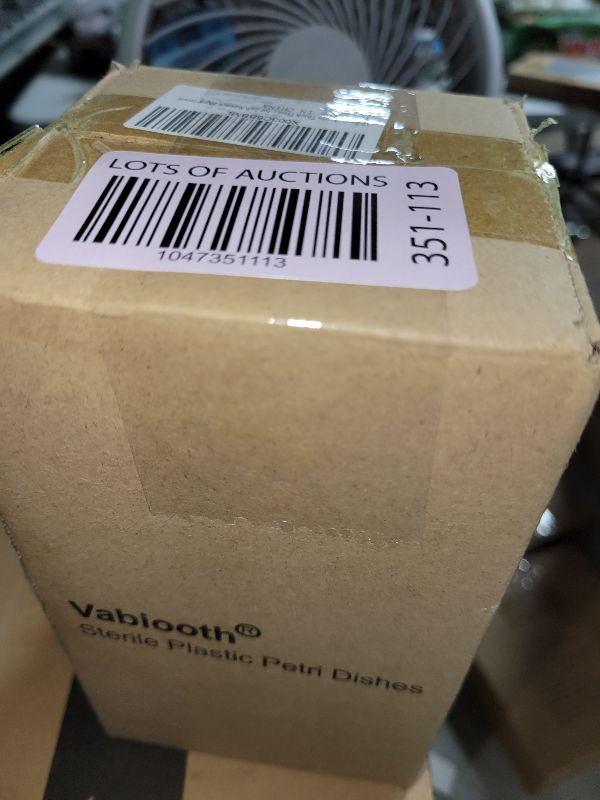 LOTS OF AUCTIONS
1047351113
351-113
Vabiooth®
Sterile Plastic Petri Dishes